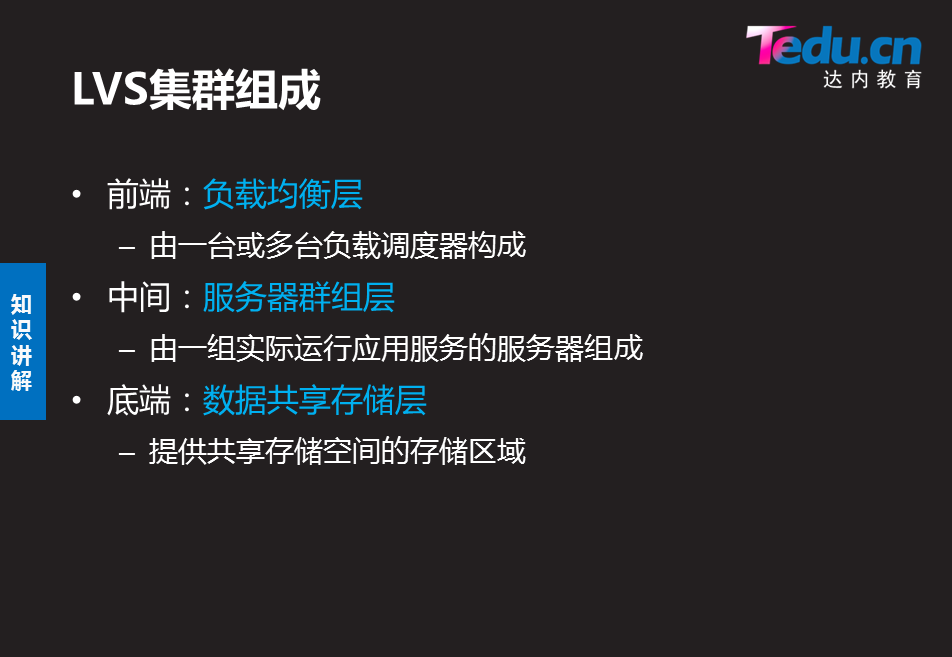 Tedu.cn
达内教育
LVS集群组成
• 前端：负载均衡层
– 由一台或多台负载调度器构成
• 中间：服务器群组层
– 由一组实际运行应用服务的服务器组成
• 底端：数据共享存储层
– 提供共享存储空间的存储区域
知识讲解